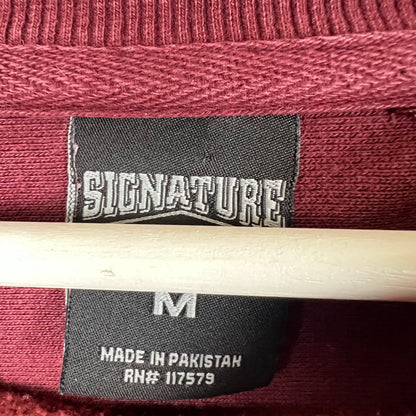 SIGNATURE
M
MADE IN PAKISTAN
RN# 117579